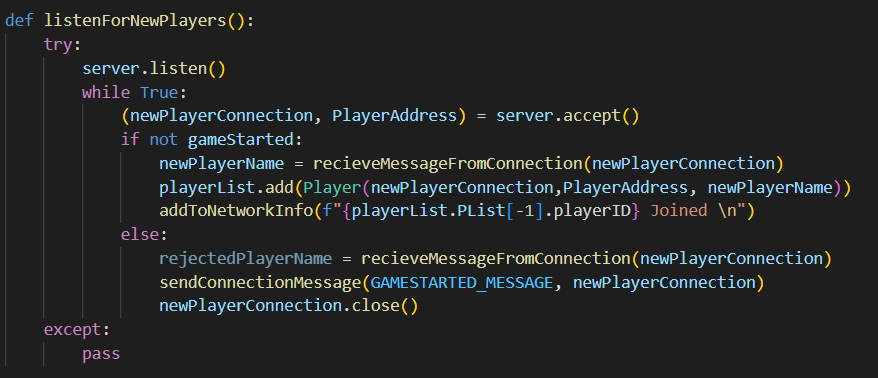 def listenForNewPlayers():
    try:
        server.listen()
        while True:
            (newPlayerConnection, PlayerAddress) = server.accept()
            if not gameStarted:
                newPlayerName = recieveMessageFromConnection(newPlayerConnection)
                playerList.add(Player(newPlayerConnection,PlayerAddress, newPlayerName))
                addToNetworkInfo(f"{playerList.PList[-1].playerID} Joined \n")
            else:
                rejectedPlayerName = recieveMessageFromConnection(newPlayerConnection)
                sendConnectionMessage(GAMESTARTED_MESSAGE, newPlayerConnection)
                newPlayerConnection.close()
    except:
        pass